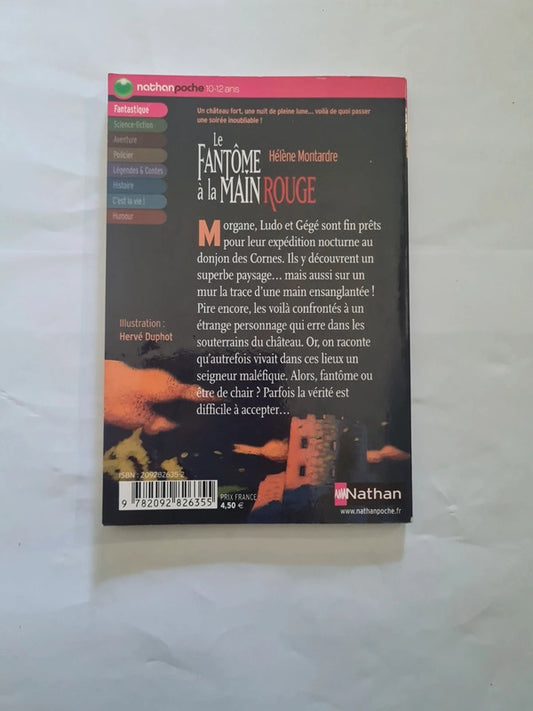 nathanpoche 10-12 ans
Fantastique
Science-fiction
Aventure
Policier
Légendes & Contes
Histoire
C'est la vie !
Humour
Un château fort, une nuit de pleine lune... voilà de quoi passer
une soirée inoubliable !
Le
FANTÔME
à la MAIN ROUGE
Hélène Montardre
Morgane, Ludo et Gégé sont fin prêts
pour leur expédition nocturne au
donjon des Cornes. Ils y découvrent un
superbe paysage... mais aussi sur un
mur la trace d'une main ensanglantée !
Pire encore, les voilà confrontés à un
étrange personnage qui erre dans les
souterrains du château. Or, on raconte
qu'autrefois vivait dans ces lieux un
seigneur maléfique. Alors, fantôme ou
être de chair ? Parfois la vérité est
difficile à accepter...
Illustration :
Hervé Duphot
ISBN : 209282635-2
9 782092 826355
PRIX FRANCE
4,50 €
Nathan
www.nathanpoche.fr